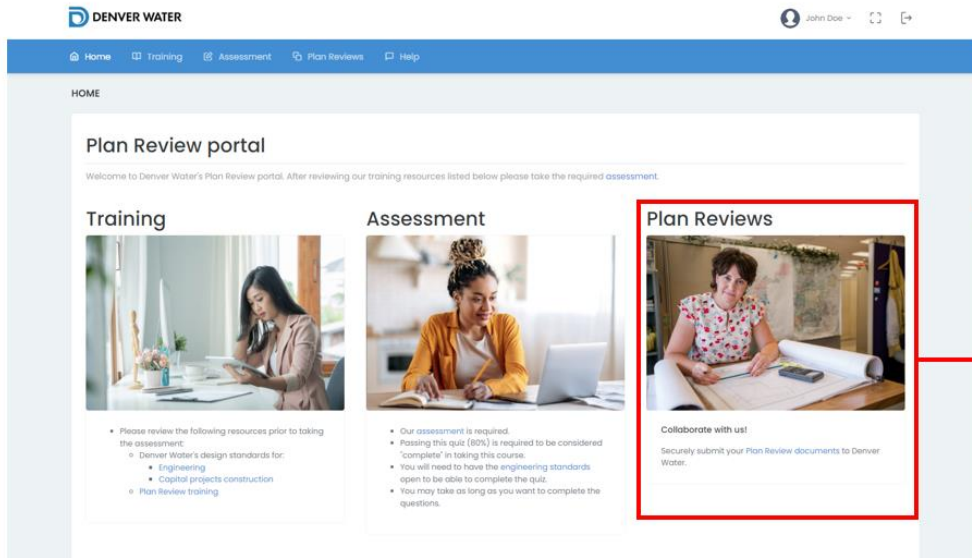 DENVER WATER
John Doe
Home Training Assessment Plan Reviews Help
HOME
Plan Review portal
Welcome to Denver Water's Plan Review portal. After reviewing our training resources listed below please take the required assessment.
Training
Please review the following resources prior to taking
the assessment:
Denver Water's design standards for:
Engineering
Capital projects construction
Plan Review training
Assessment
Our assessment is required.
Passing this quiz (80%) is required to be considered
"complete" in taking this course.
You will need to have the engineering standards
open to be able to complete the quiz.
You may take as long as you want to complete the
questions.
Plan Reviews
Collaborate with us!
Securely submit your Plan Review documents to Denver
Water.